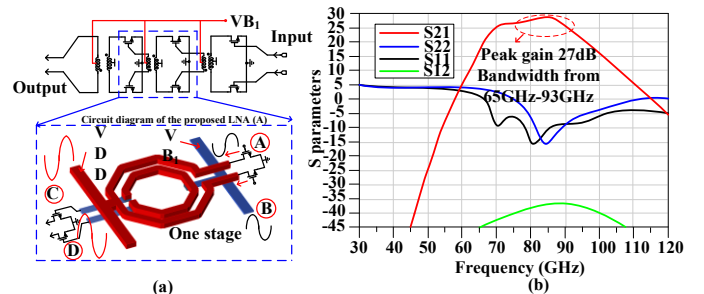 VB1
Input
Output
Circuit diagram of the proposed LNA (A)
V
D
D
V
B1
A
C
B
D
One stage
(a)
30
25
20
15
10
5
0
-5
-10
-15
-20
-25
-30
-35
-40
-45
S parameters
S21
S22
S11
S12
Peak gain 27dB
Bandwidth from
65GHz-93GHz
30 40 50 60 70 80 90 100 110 120
Frequency (GHz)
(b)